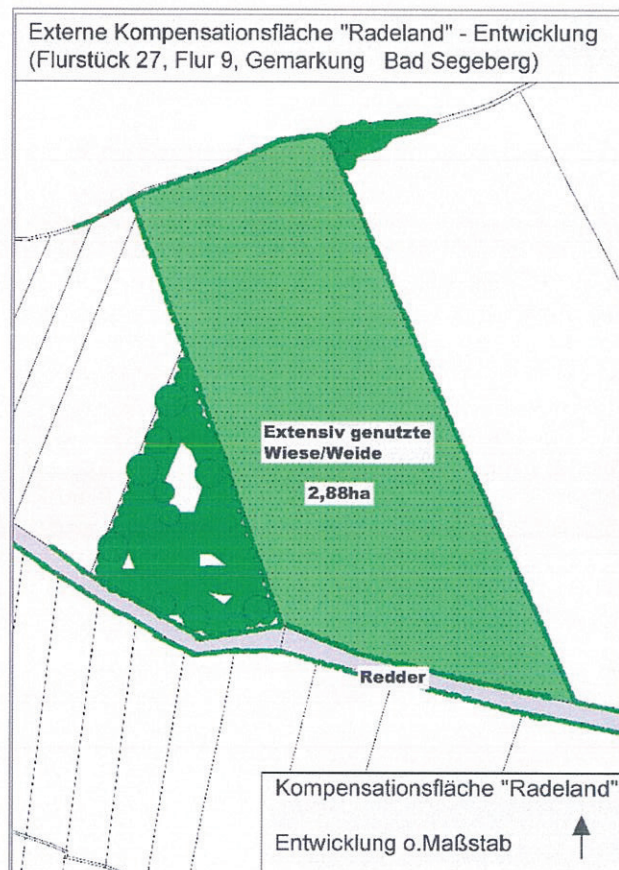 Externe Kompensationsfläche "Radeland" - Entwicklung
(Flurstück 27, Flur 9, Gemarkung Bad Segeberg)
Extensiv genutzte
Wiese/Weide
2,88ha
Redder
Kompensationsfläche "Radeland"
Entwicklung o.Maßstab